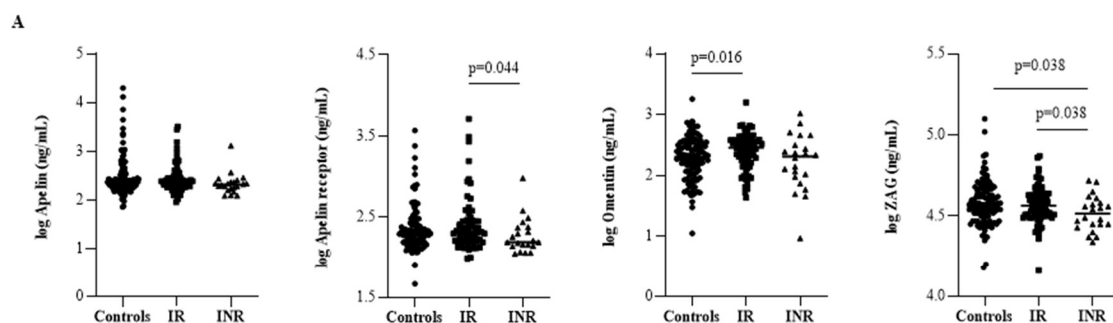 A
log Apelin (ng/mL)
5
4
3
2
1
0
Controls IR INR
log Apelin receptor (ng/mL)
4.5
3.5
2.5
1.5
p=0.044
Controls IR INR
log Omentin (ng/mL)
4
3
2
1
0
p=0.016
Controls IR INR
log ZAG (ng/mL)
5.5
5.0
4.5
4.0
p=0.038
p=0.038
Controls IR INR